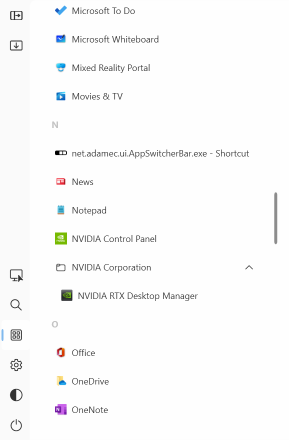 Microsoft To Do
Microsoft Whiteboard
Mixed Reality Portal
Movies & TV
N
net.adamec.ui.AppSwitcherBar.exe - Shortcut
News
Notepad
NVIDIA Control Panel
NVIDIA Corporation
NVIDIA RTX Desktop Manager
O
Office
OneDrive
OneNote